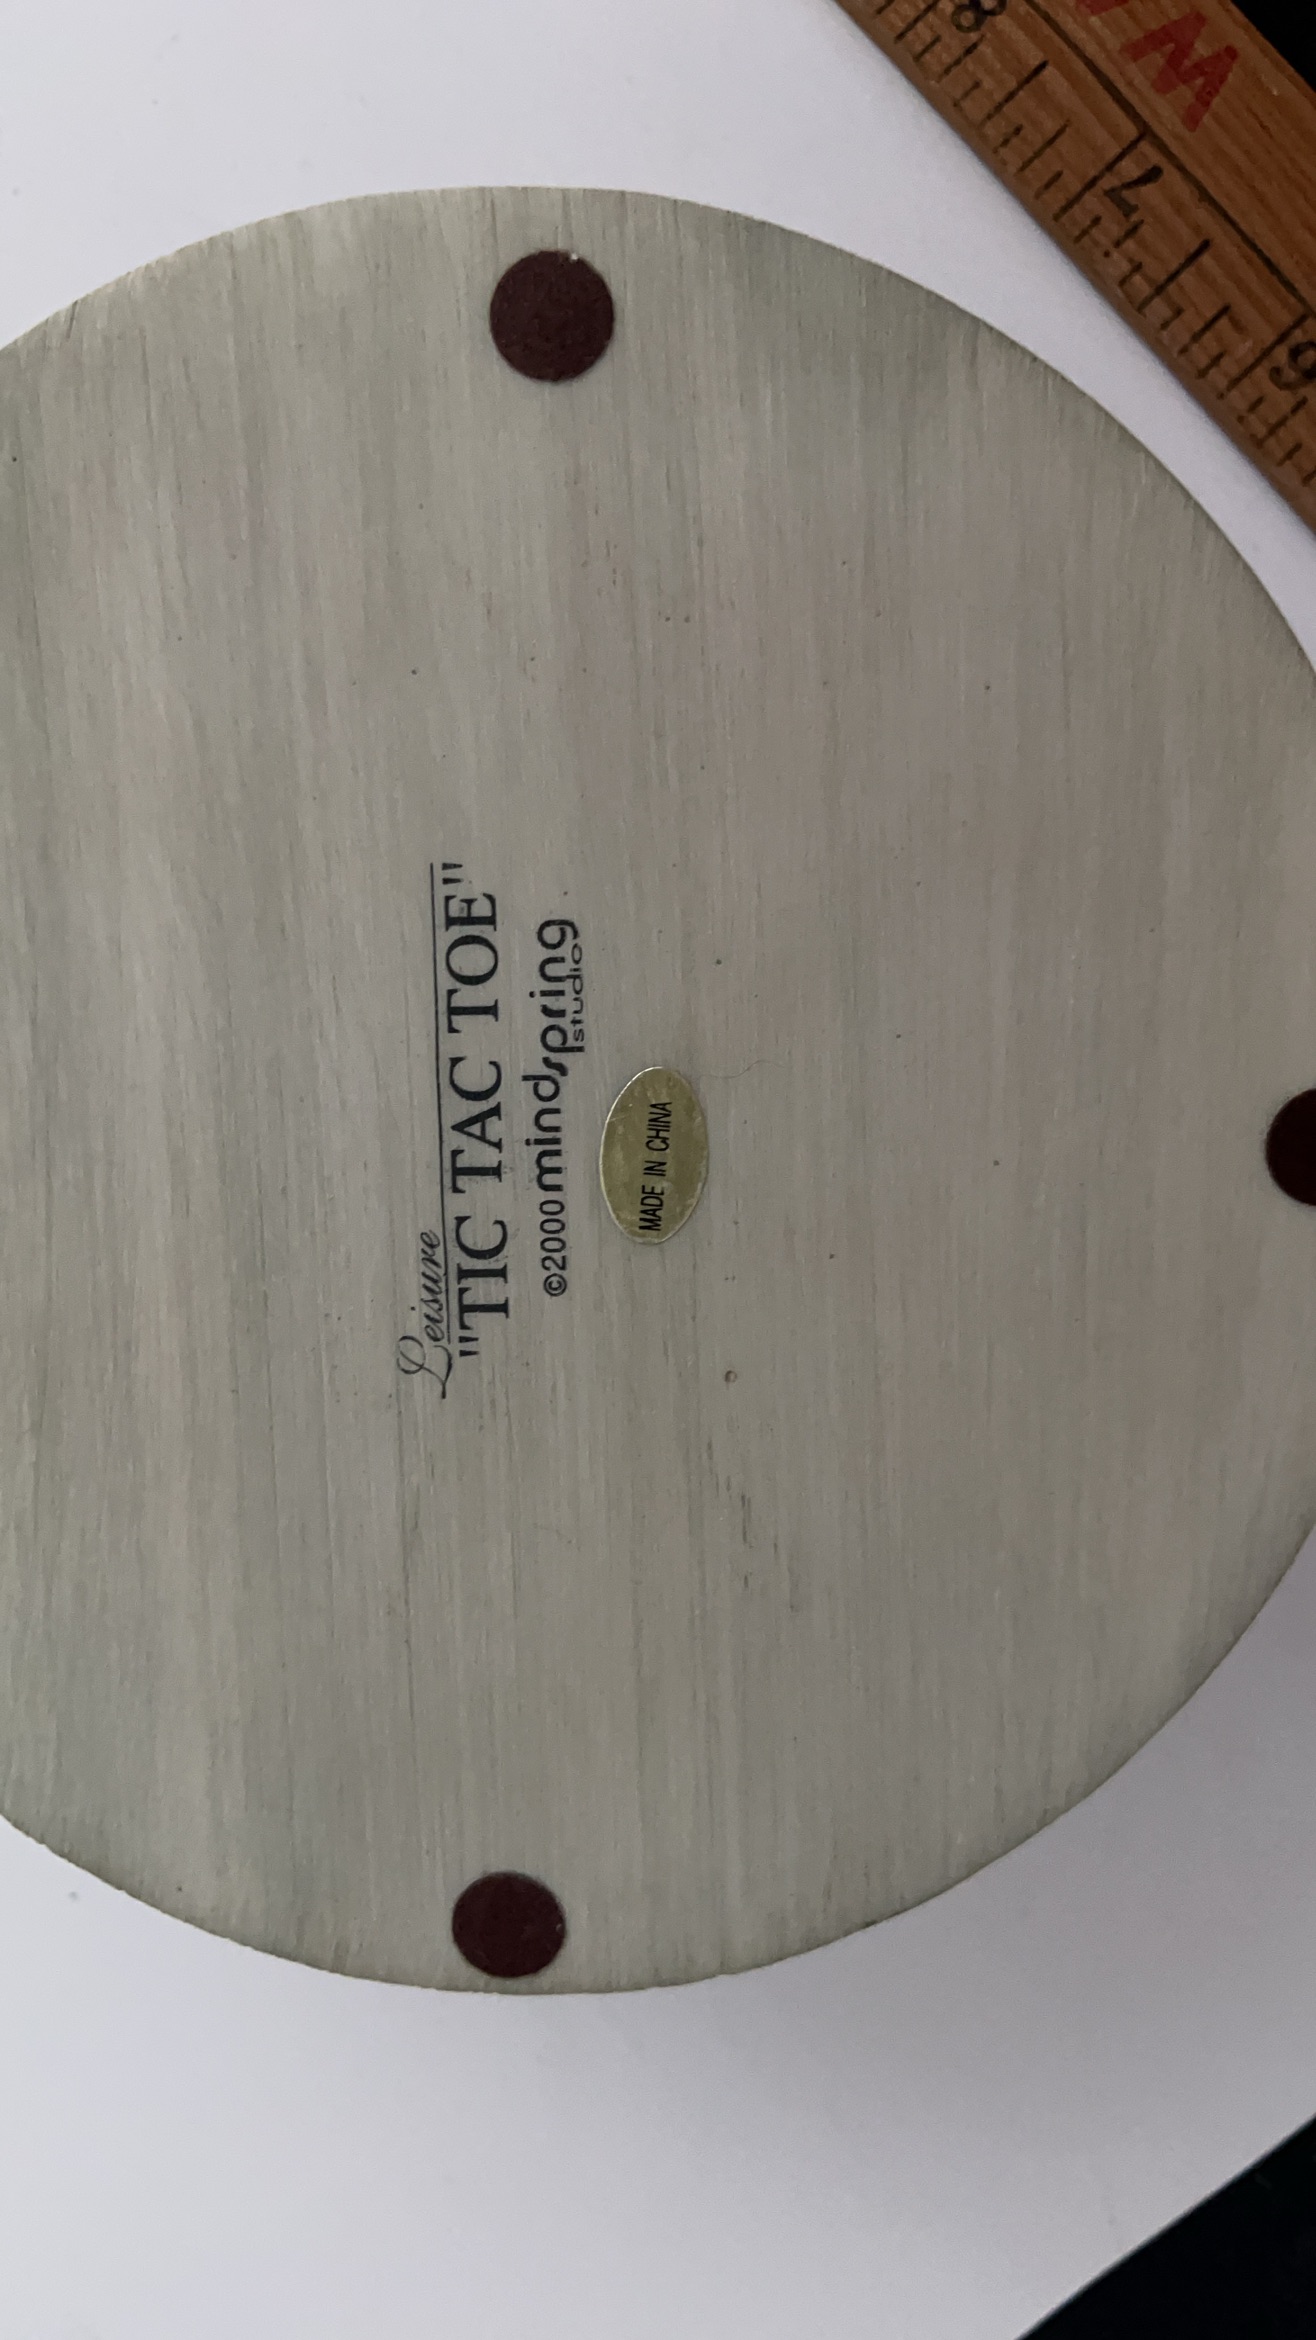 Leisure
"TIC TAC TOE"
©2000 mindspring
studio
MADE IN CHINA
8
7
6